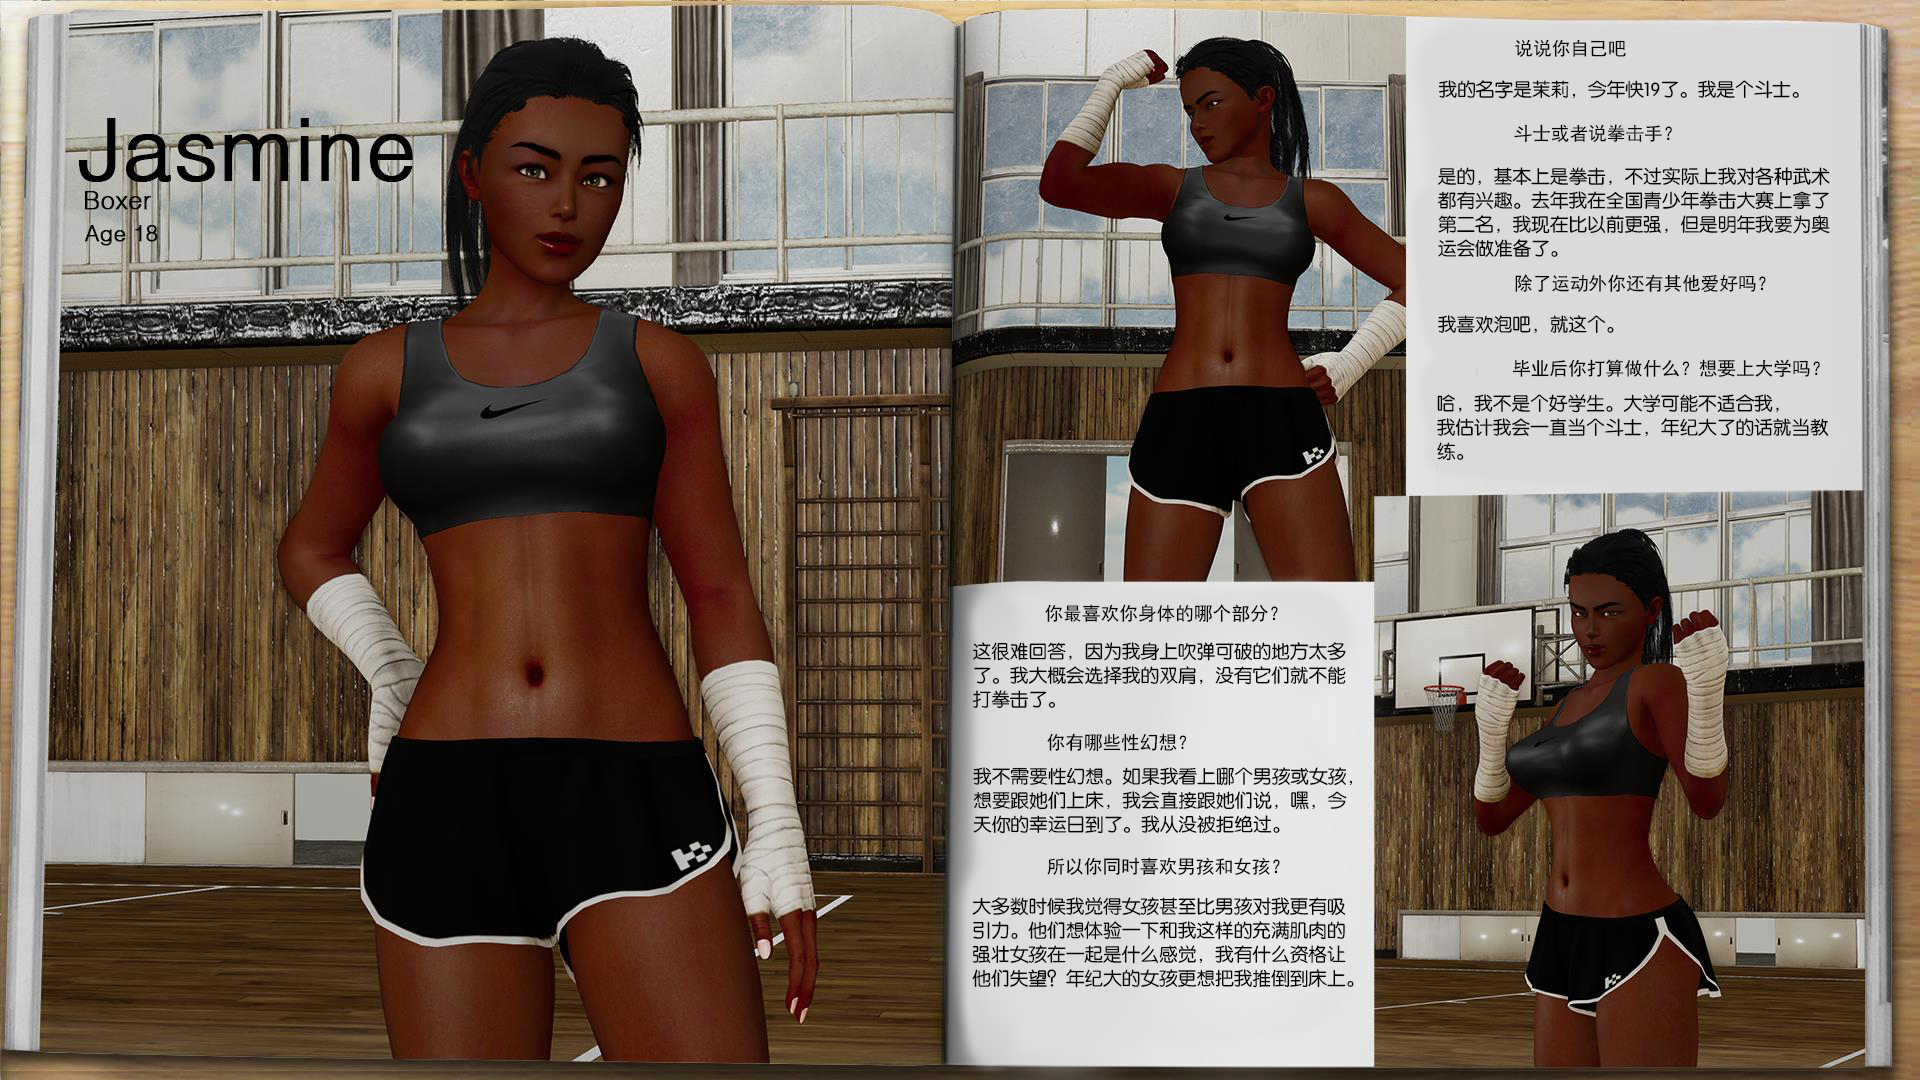 Jasmine
Boxer
Age 18
说说你自己吧
我的名字是茉莉，今年快19了。我是个斗士。
斗士或者说拳击手？
是的，基本上是拳击，不过实际上我对各种武术
都有兴趣。去年我在全国青少年拳击大赛上拿了
第二名，我现在比以前更强，但是明年我要为奥
运会做准备了。
除了运动外你还有其他爱好吗？
我喜欢泡吧，就这个。
毕业后你打算做什么？想要上大学吗？
哈，我不是个好学生。大学可能不适合我，
我估计我会一直当个斗士，年纪大了的话就当教
练。
你最喜欢你身体的哪个部分？
这很难回答，因为我身上吹弹可破的地方太多
了。我大概会选择我的双肩，没有它们就不能
打拳击了。
你有哪些性幻想？
我不需要性幻想。如果我看上哪个男孩或女孩，
想要跟她们上床，我会直接跟她们说，嘿，今
天你的幸运日到了。我从没被拒绝过。
所以你同时喜欢男孩和女孩？
大多数时候我觉得女孩甚至比男孩对我更有吸
引力。他们想体验一下和我这样的充满肌肉的
强壮女孩在一起是什么感觉，我有什么资格让
他们失望？年纪大的女孩更想把我推倒到床上。